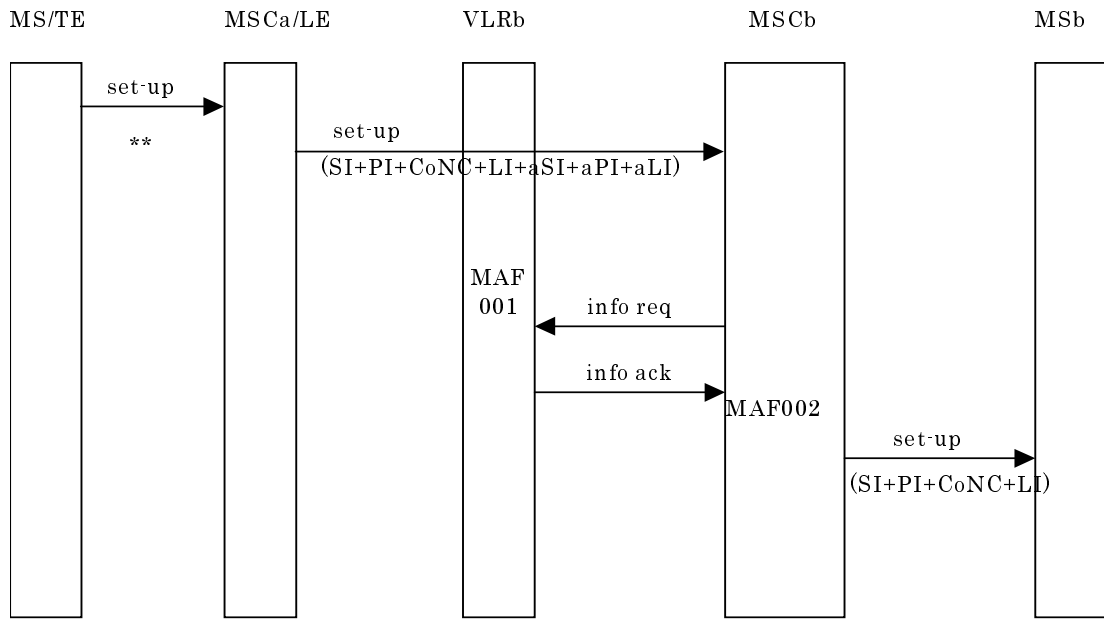 MS/TE MSCa/LE VLRb MSCb MSb
set-up
**
set-up
(SI+PI+CoNC+LI+aSI+aPI+aLI)
MAF
001
info req
info ack
MAF002
set-up
(SI+PI+CoNC+LI)